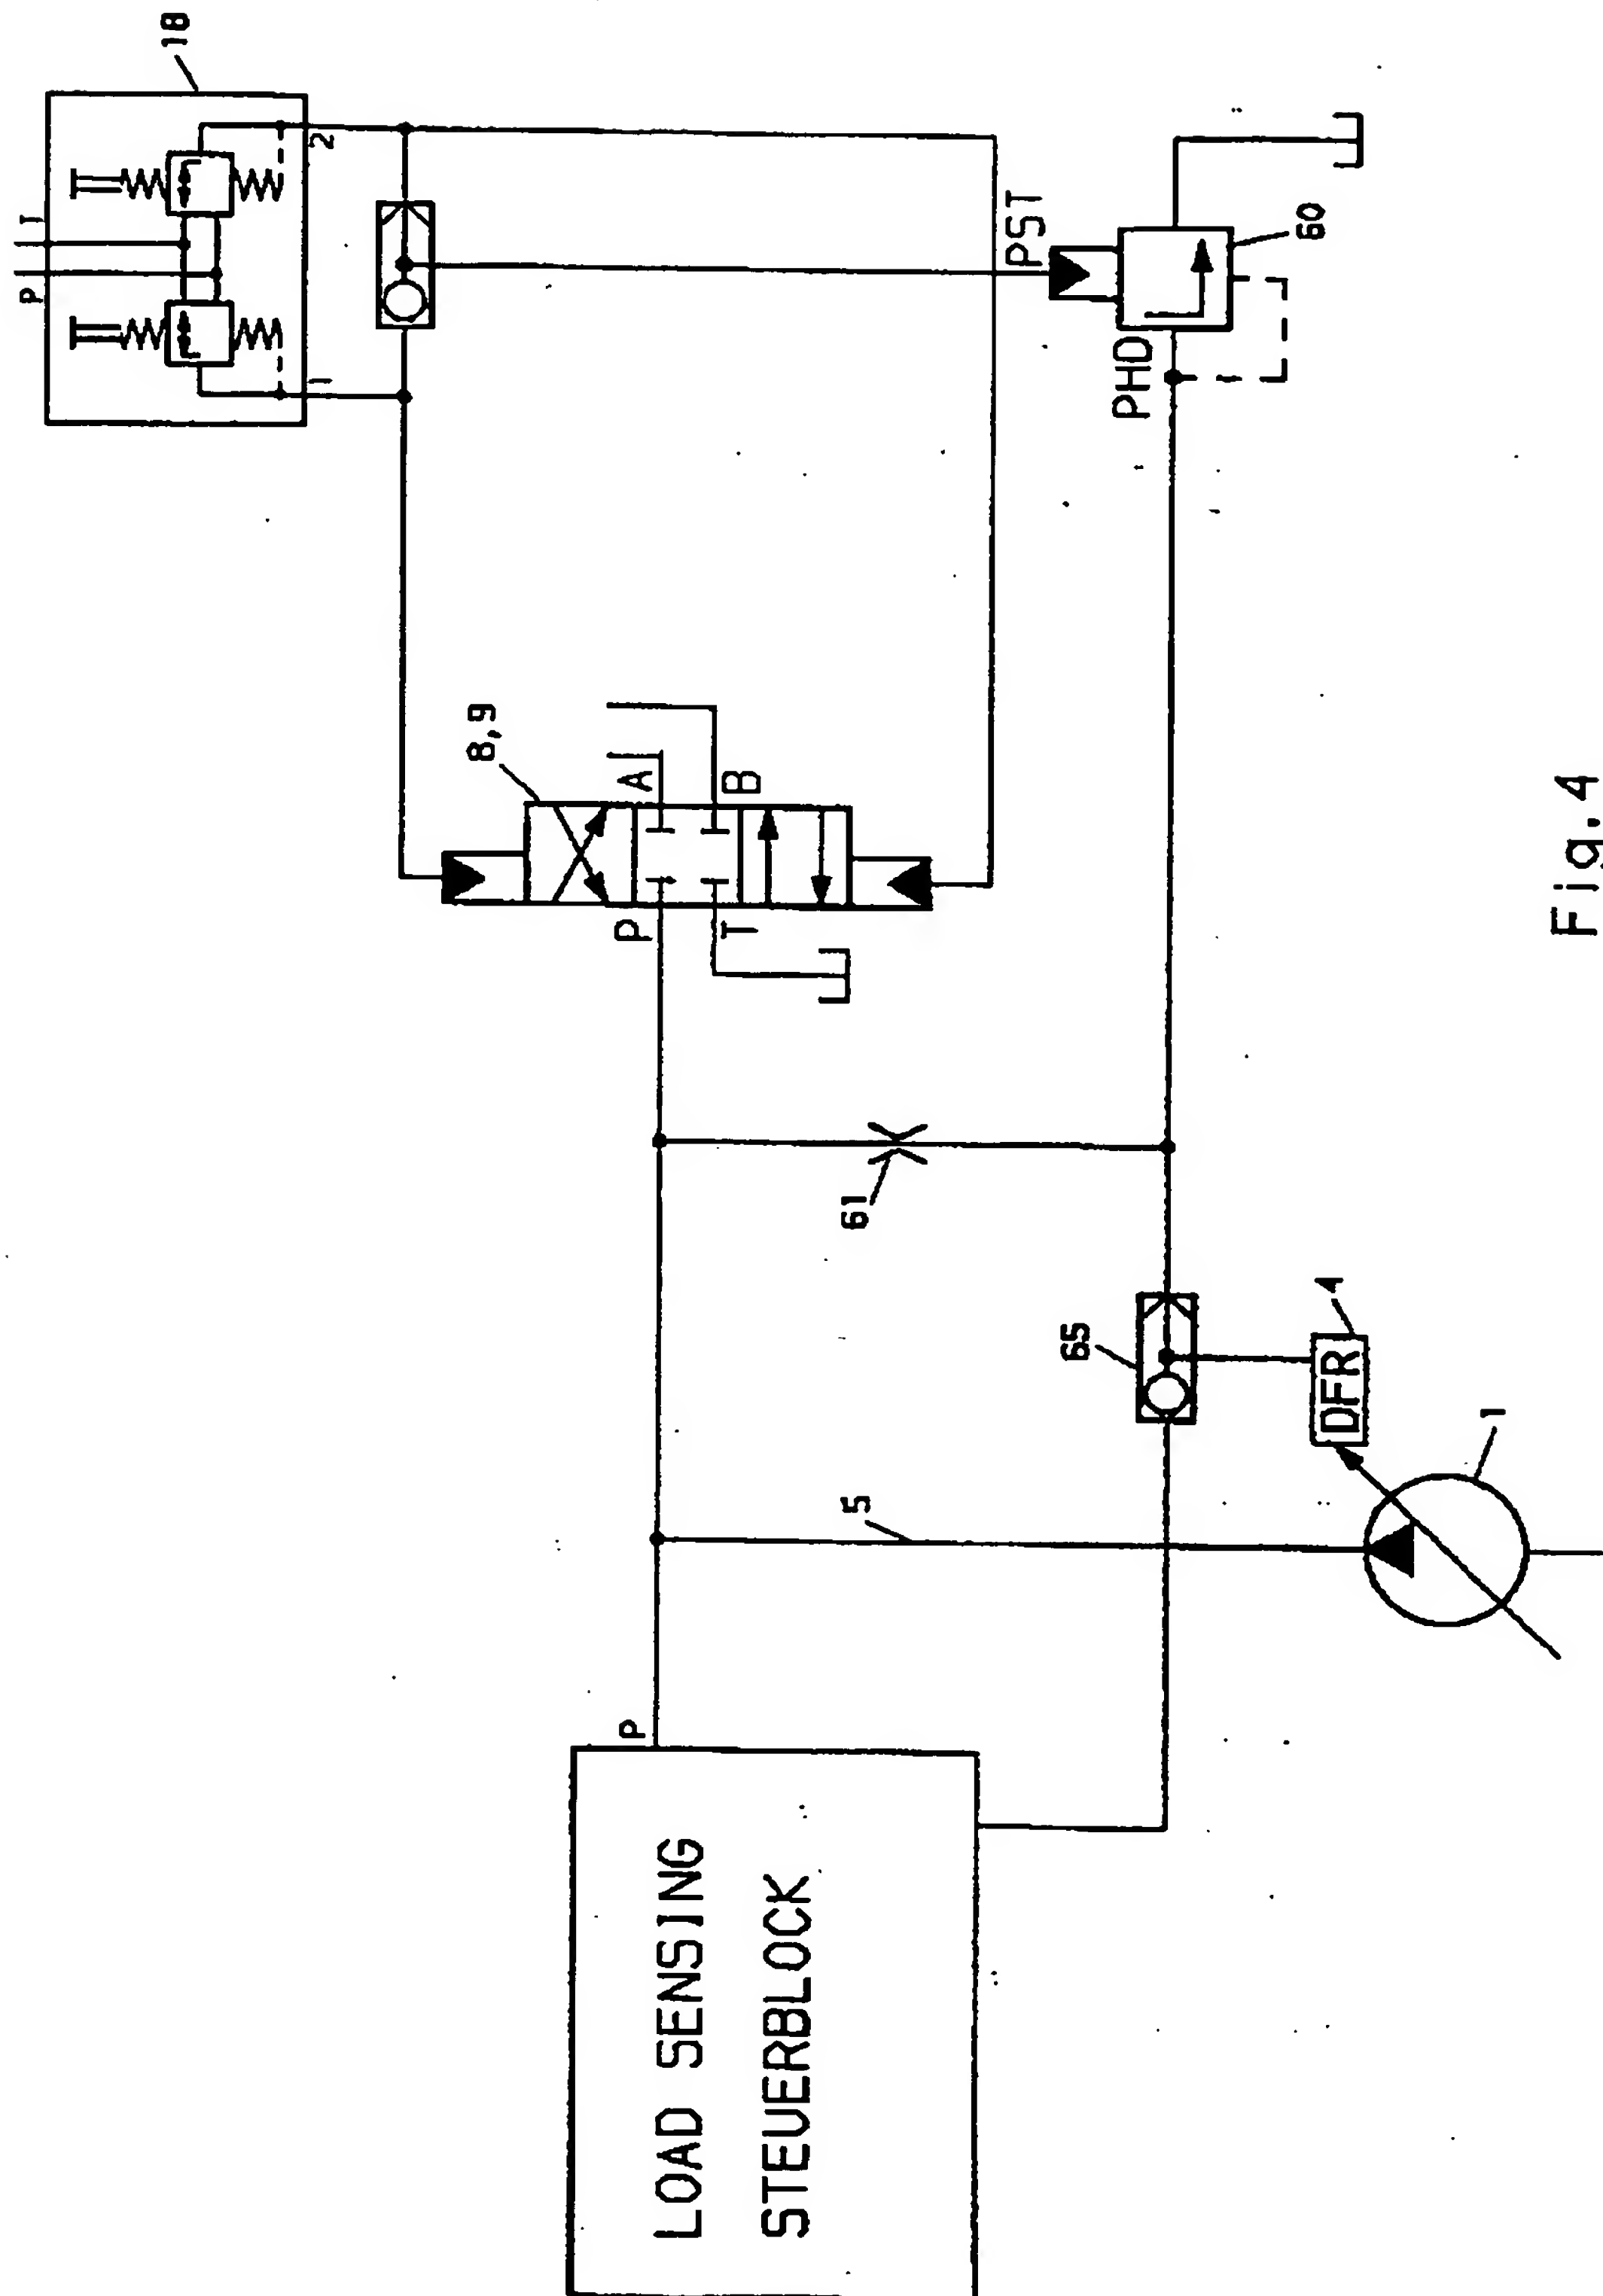 P T
18
1 2
8,9
P
P A
LOAD SENSING
T B
STEUERBLOCK
5
61
PST
65
PHD
60
DFR
4
1
Fig.4